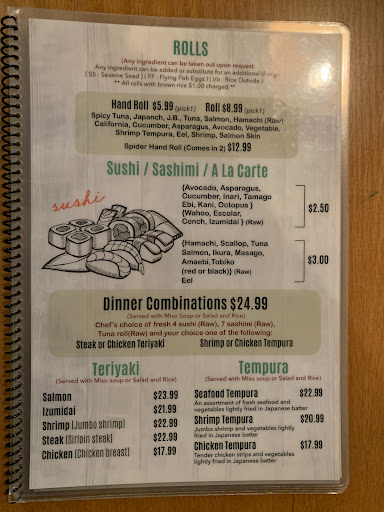 ROLLS
(Any ingredient can be taken out upon request.
Any ingredient can be added or substitute for an additional charge
( SS : Sesame Seed ) ( FF : Flying Fish Eggs ) ( I/o : Rice Outside )
** All rolls with brown rice $1.00 charged **
Hand Roll $5.99 (pick1) Roll $8.99 (pick1)
Spicy Tuna, Japanch, J.B., Tuna, Salmon, Hamachi (Raw)
California, Cucumber, Asparagus, Avocado, Vegetable,
Shrimp Tempura, Eel, Shrimp, Salmon Skin
Spider Hand Roll (Comes in 2) $12.99
Sushi / Sashimi / A La Carte
sushi
{Avocado, Asparagus,
Cucumber, Inari, Tamago
Ebi, Kani, Octopus }
{Wahoo, Escolar,
Conch, Izumidai } (Raw)
$2.50
{Hamachi, Scallop, Tuna
Salmon, Ikura, Masago,
Amaebi,Tobiko
(red or black)} (Raw)
Eel
$3.00
Dinner Combinations $24.99
(Served with Miso Soup or Salad and Rice)
Chef's choice of fresh 4 sushi (Raw), 7 sashimi (Raw),
Tuna roll(Raw) and your choice one of the following:
Steak or Chicken Teriyaki Shrimp or Chicken Tempura
Teriyaki
(Served with Miso soup or Salad and Rice)
Salmon $23.99
Izumidai $21.99
Shrimp (Jumbo shrimp) $22.99
Steak (Sirloin steak) $22.99
Chicken (Chicken breast) $17.99
Tempura
(Served with Miso soup or Salad and Rice)
Seafood Tempura $22.99
An assortment of fresh seafood and
vegetables lightly fried in Japanese batter
Shrimp Tempura $20.99
Jumbo shrimp and vegetables lightly
fried in Japanese batter
Chicken Tempura $17.99
Tender chicken strips and vegetables
lightly fried in Japanese batter